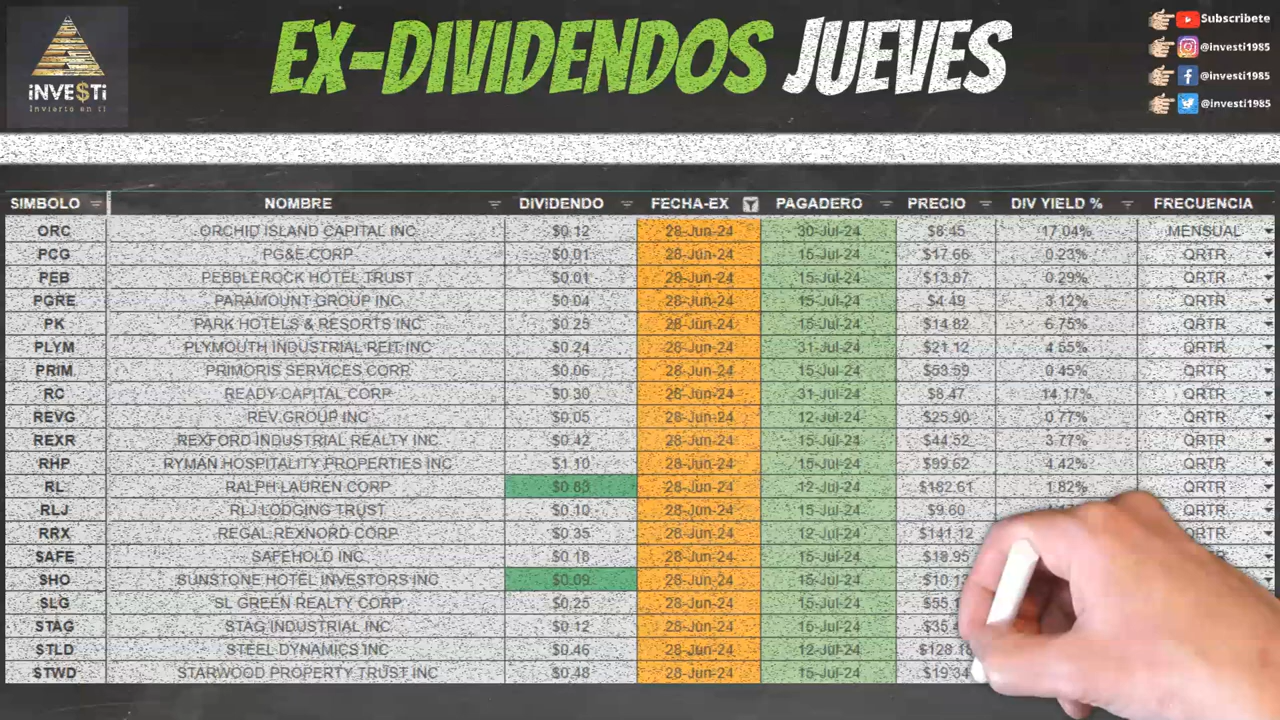 EX-DIVIDENDOS JUEVES
iNVE$Ti
Invierto en ti
Subscribete
@investi1985
@investi1985
@investi1985
SIMBOLO NOMBRE DIVIDENDO FECHA-EX PAGADERO PRECIO DIV YIELD % FRECUENCIA
ORC ORCHID ISLAND CAPITAL INC $0.12 28-Jun-24 30-Jul-24 $8.45 17.04% MENSUAL
PCG PG&E CORP $0.01 28-Jun-24 15-Jul-24 $17.66 0.23% QRTR
PEB PEBBLEROCK HOTEL TRUST $0.01 28-Jun-24 15-Jul-24 $13.87 0.29% QRTR
PGRE PARAMOUNT GROUP INC $0.04 28-Jun-24 15-Jul-24 $4.49 3.12% QRTR
PK PARK HOTELS & RESORTS INC $0.25 28-Jun-24 15-Jul-24 $14.82 6.75% QRTR
PLYM PLYMOUTH INDUSTRIAL REIT INC $0.24 28-Jun-24 31-Jul-24 $21.12 4.55% QRTR
PRIM PRIMORIS SERVICES CORP $0.06 28-Jun-24 15-Jul-24 $53.59 0.45% QRTR
RC READY CAPITAL CORP $0.30 28-Jun-24 31-Jul-24 $8.47 14.17% QRTR
REVG REV GROUP INC $0.05 28-Jun-24 12-Jul-24 $25.90 0.77% QRTR
REXR REXFORD INDUSTRIAL REALTY INC $0.42 28-Jun-24 15-Jul-24 $44.52 3.77% QRTR
RHP RYMAN HOSPITALITY PROPERTIES INC $1.10 28-Jun-24 15-Jul-24 $99.62 4.42% QRTR
RL RALPH LAUREN CORP $0.83 28-Jun-24 12-Jul-24 $182.61 1.82% QRTR
RLJ RLJ LODGING TRUST $0.10 28-Jun-24 15-Jul-24 $9.60 QRTR
RRX REGAL REXNORD CORP $0.35 28-Jun-24 12-Jul-24 $141.12
SAFE SAFEHOLD INC $0.18 28-Jun-24 15-Jul-24 $18.95
SHO SUNSTONE HOTEL INVESTORS INC $0.09 28-Jun-24 15-Jul-24
SLG SL GREEN REALTY CORP $0.25 28-Jun-24 15-Jul-24
STAG STAG INDUSTRIAL INC $0.12 28-Jun-24 15-Jul-24
STLD STEEL DYNAMICS INC $0.46 28-Jun-24 12-Jul-24
STWD STARWOOD PROPERTY TRUST INC $0.48 28-Jun-24 15-Jul-24 $19.34